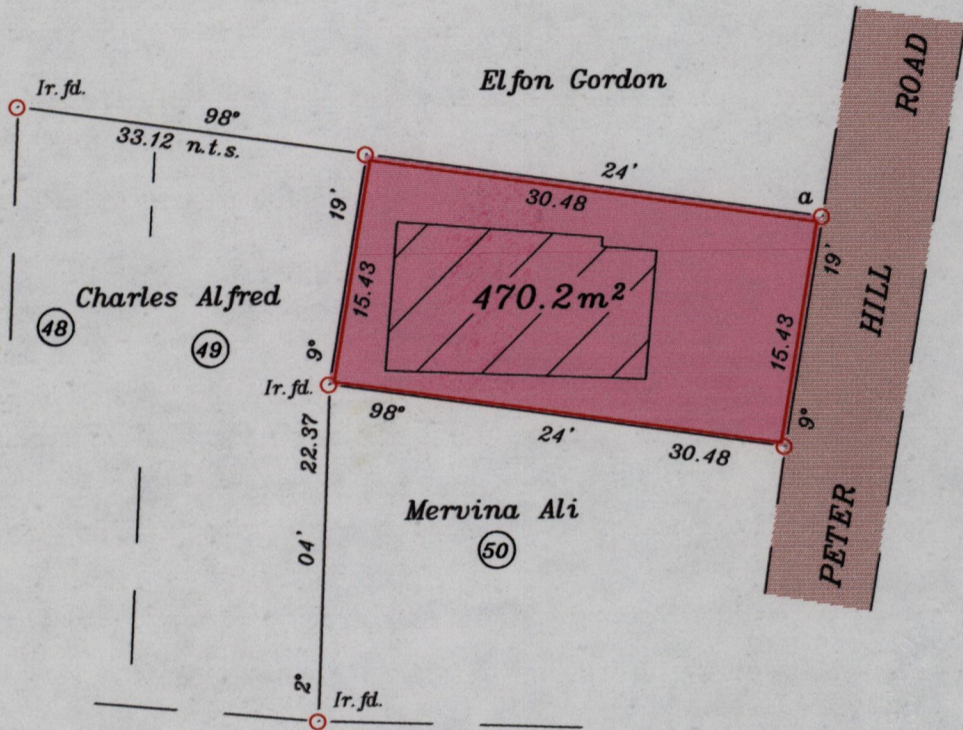 Ir. fd.
Elfon Gordon
ROAD
98°
33.12 n.t.s.
24'
30.48
a
19'
15.43
9°
470.2m²
19'
15.43
9°
HILL
PETER
Charles Alfred
48
49
Ir. fd.
98°
24'
30.48
22.37
04'
2°
Mervina Ali
50
Ir. fd.